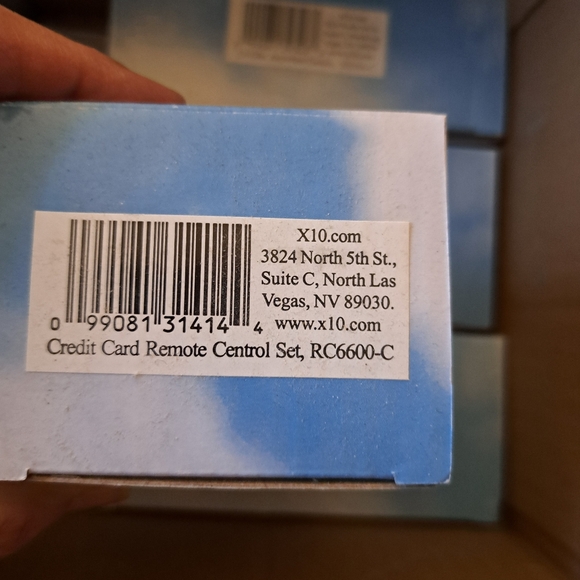 X10.com
3824 North 5th St.,
Suite C, North Las
Vegas, NV 89030.
www.x10.com
0 99081 31414 4
Credit Card Remote Centrol Set, RC6600-C